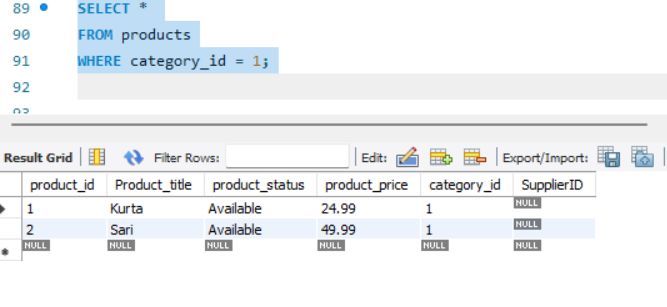 89 SELECT *
90 FROM products
91 WHERE category_id = 1;
92
93
Result Grid Filter Rows: Edit: Export/Import:
product_id Product_title product_status product_price category_id SupplierID
1 Kurta Available 24.99 1 NULL
2 Sari Available 49.99 1 NULL
NULL NULL NULL NULL NULL NULL